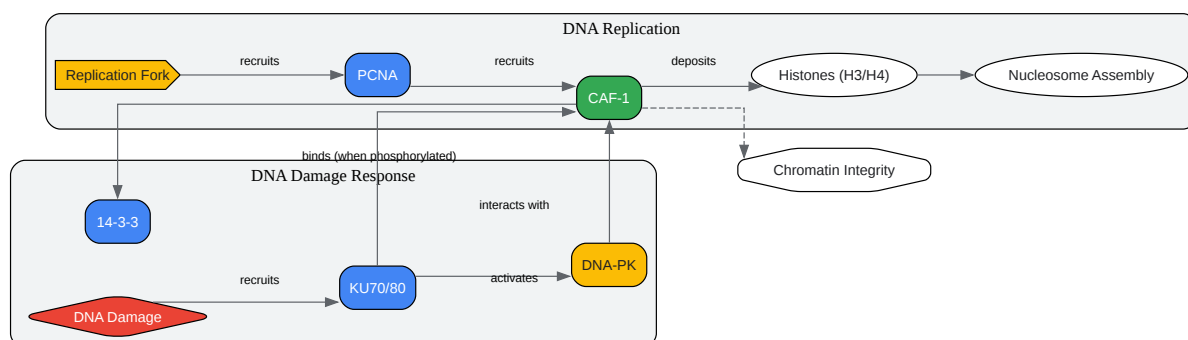 DNA Replication
Replication Fork
recruits
PCNA
recruits
CAF-1
deposits
Histones (H3/H4)
Nucleosome Assembly
binds (when phosphorylated)
Chromatin Integrity
DNA Damage Response
14-3-3
interacts with
DNA Damage
recruits
KU70/80
activates
DNA-PK